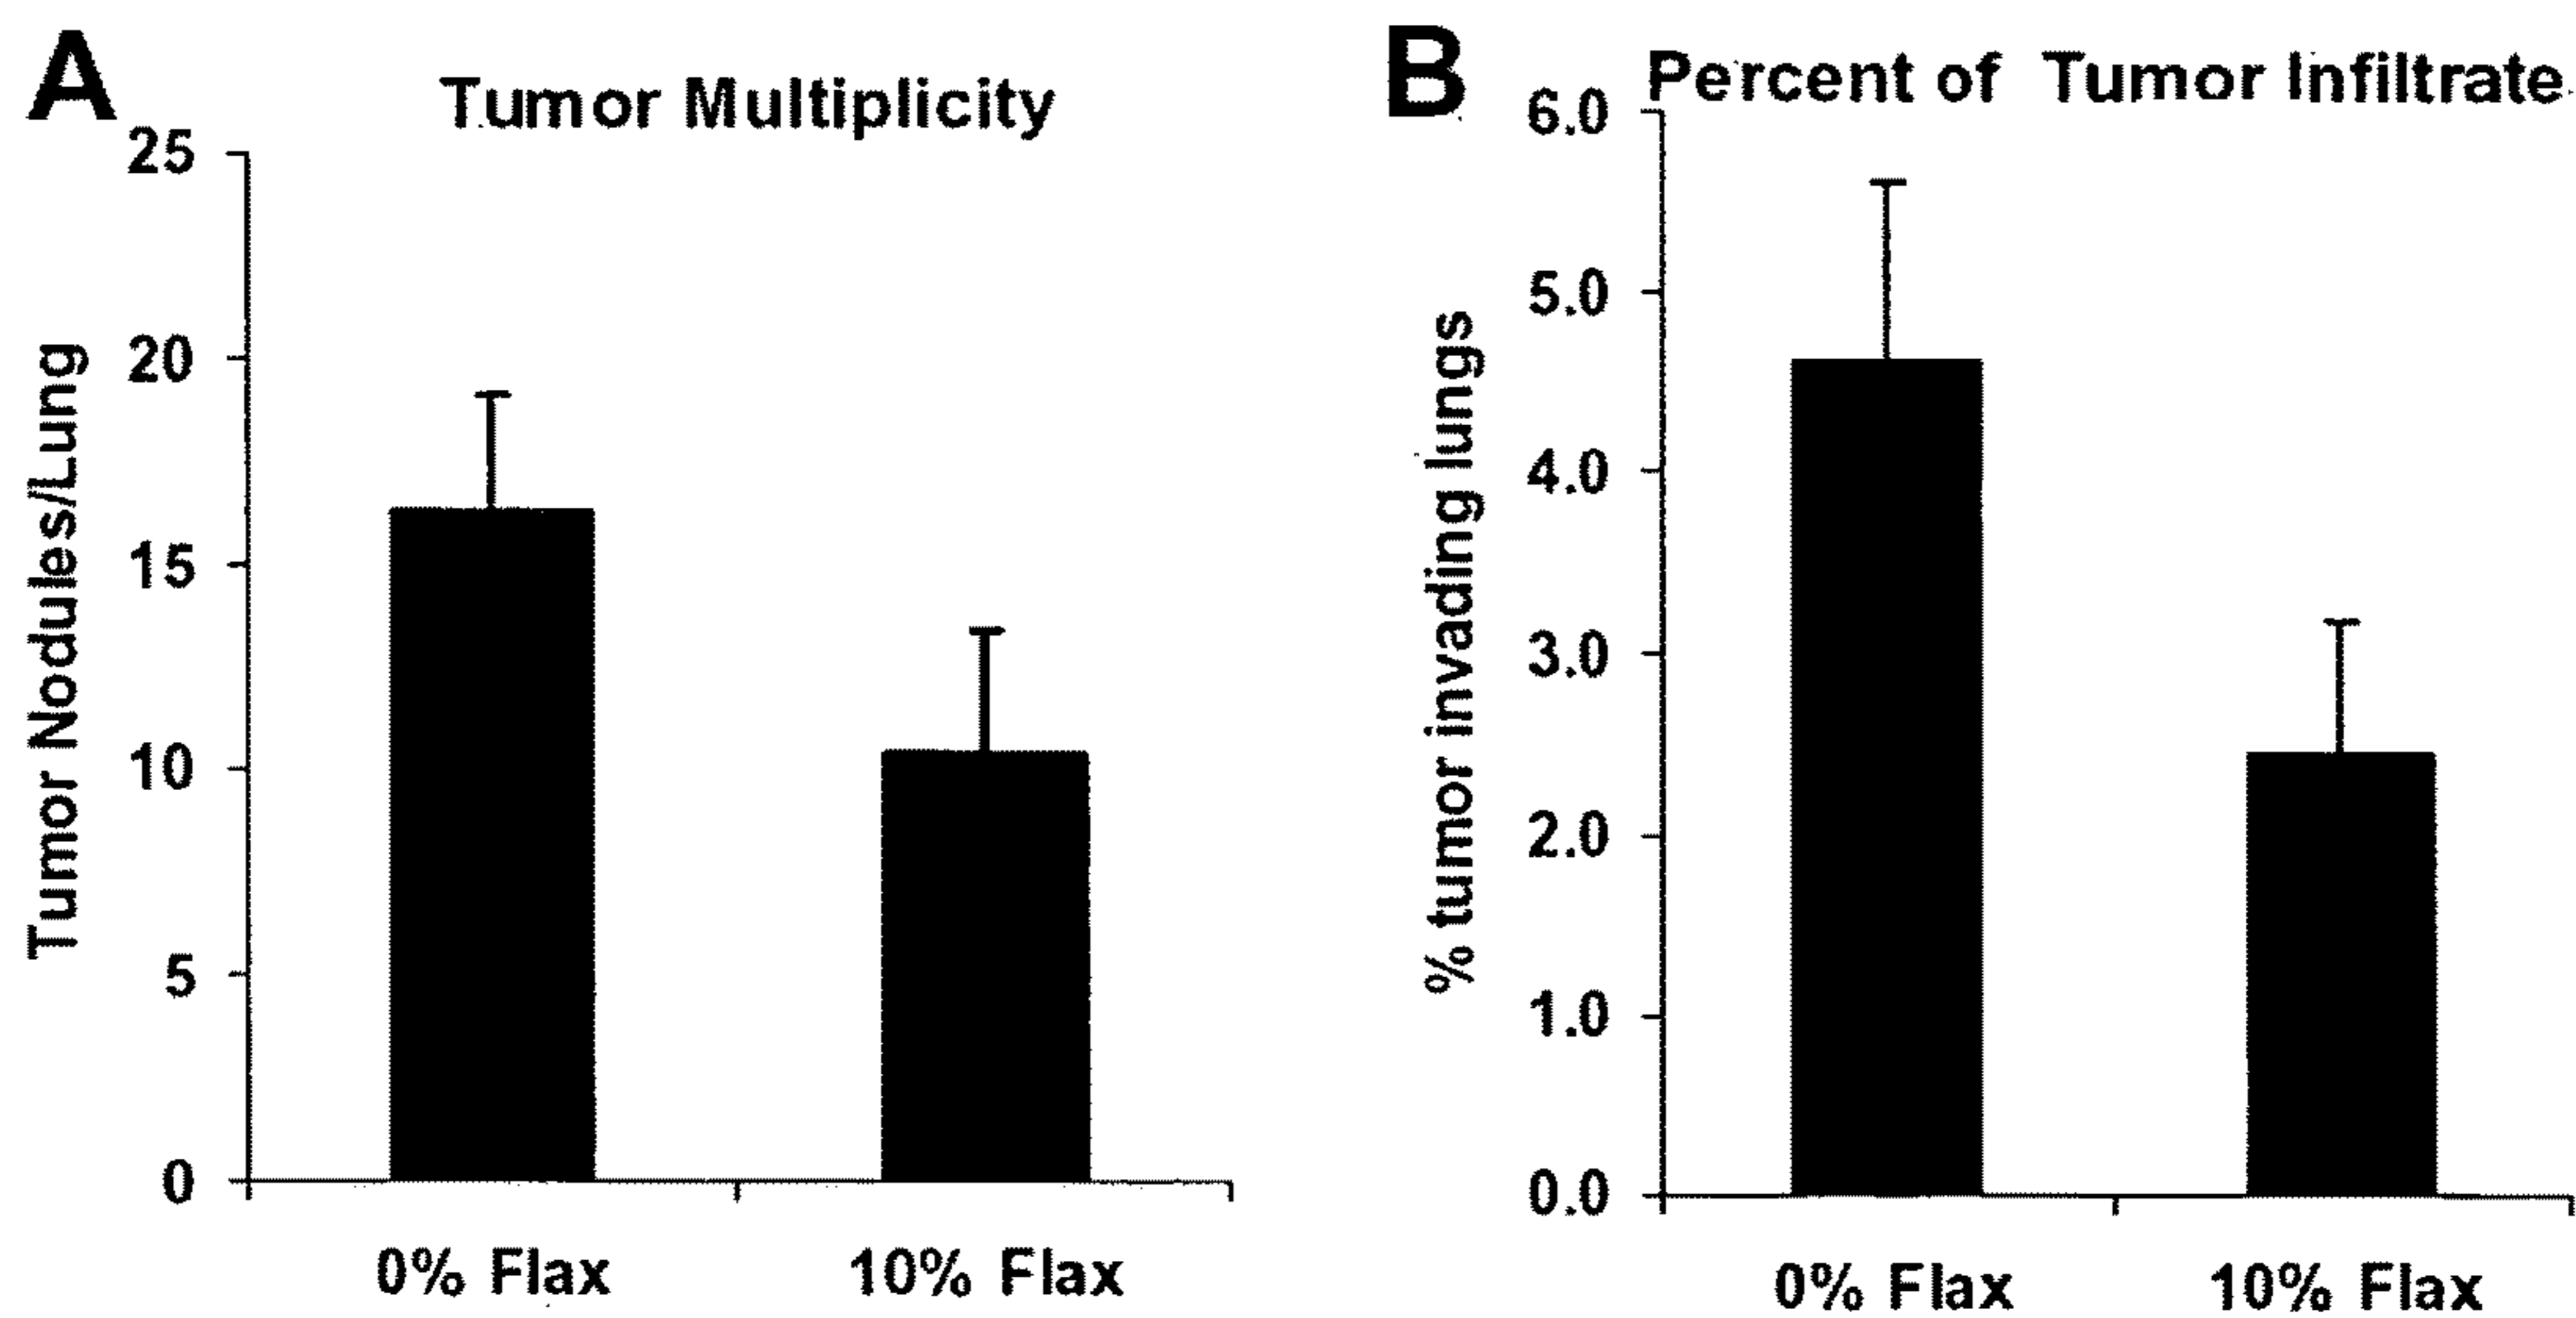 A
Tumor Multiplicity
Tumor Nodules/Lung
25
20
15
10
5
0
0% Flax
10% Flax
B
Percent of Tumor Infiltrate
% tumor invading lungs
6.0
5.0
4.0
3.0
2.0
1.0
0.0
0% Flax
10% Flax